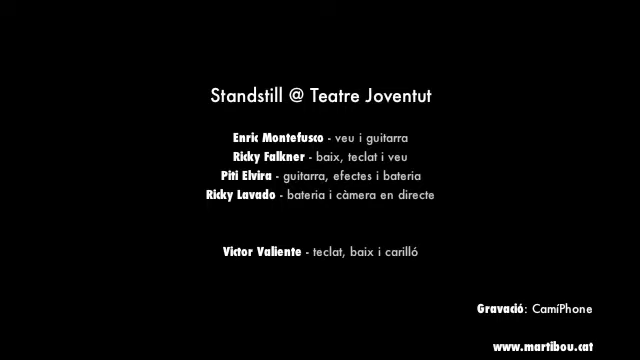 Standstill @ Teatre Joventut
Enric Montefusco - veu i guitarra
Ricky Falkner - baix, teclat i veu
Piti Elvira - guitarra, efectes i bateria
Ricky Lavado - bateria i càmera en directe
Victor Valiente - teclat, baix i carilló
Gravació: CamíPhone
www.martibou.cat